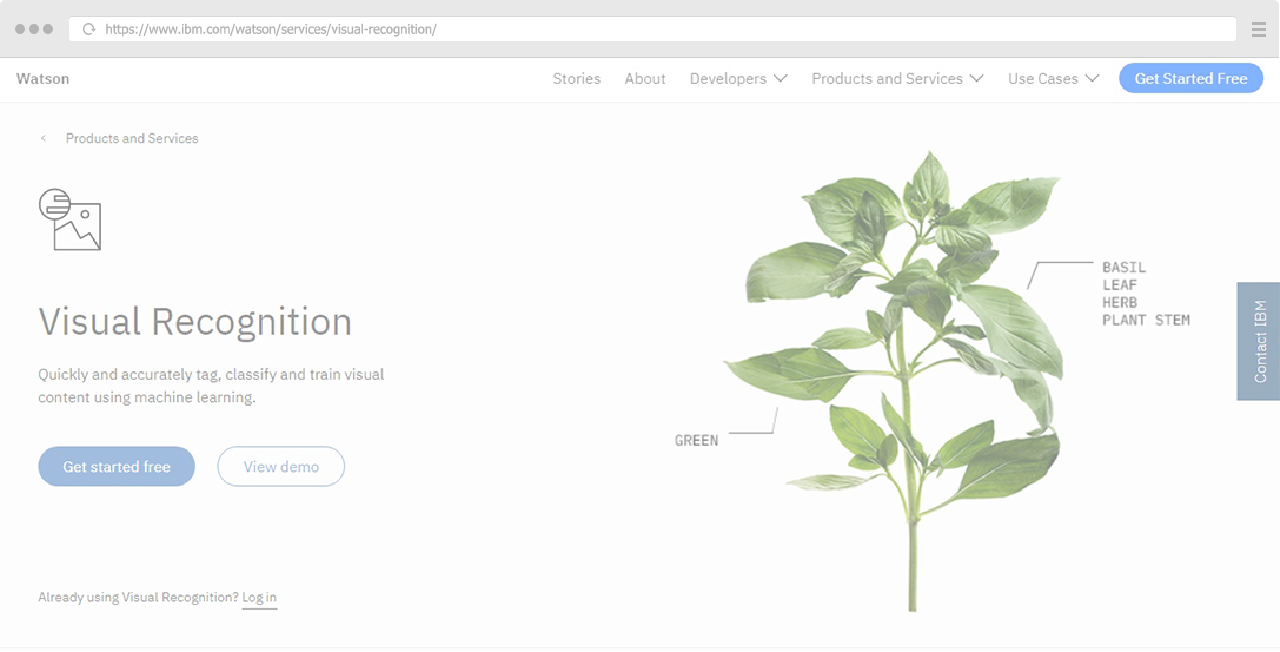 https://www.ibm.com/watson/services/visual-recognition/
Watson
Stories
About
Developers
Products and Services
Use Cases
Get Started Free
< Products and Services
Visual Recognition
Quickly and accurately tag, classify and train visual
content using machine learning.
Get started free
View demo
Already using Visual Recognition? Log in
BASIL
LEAF
HERB
PLANT STEM
GREEN
Contact IBM